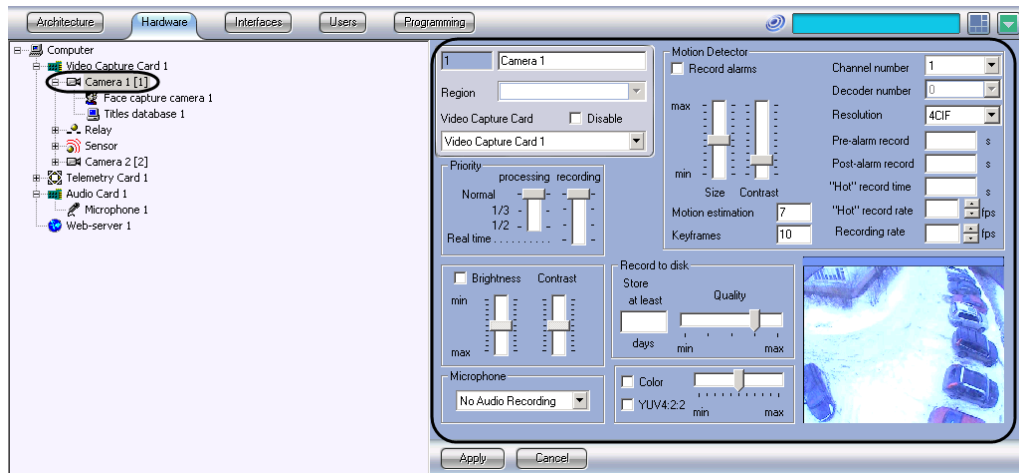 Architecture Hardware Interfaces Users Programming
Computer
Video Capture Card 1
Camera 1 [1]
Face capture camera 1
Titles database 1
Relay
Sensor
Camera 2 [2]
Telemetry Card 1
Audio Card 1
Microphone 1
Web-server 1
1 Camera 1
Region
Video Capture Card Disable
Video Capture Card 1
Priority
processing recording
Normal
1/3
1/2
Real time
Brightness Contrast
min
max
Microphone
No Audio Recording
Motion Detector
Record alarms
max
min
Size Contrast
Motion estimation 7
Keyframes 10
Channel number 1
Decoder number 0
Resolution 4CIF
Pre-alarm record s
Post-alarm record s
"Hot" record time s
"Hot" record rate fps
Recording rate fps
Record to disk
Store
at least
days
Quality
min max
Color
YUV4:2:2
min max
Apply Cancel